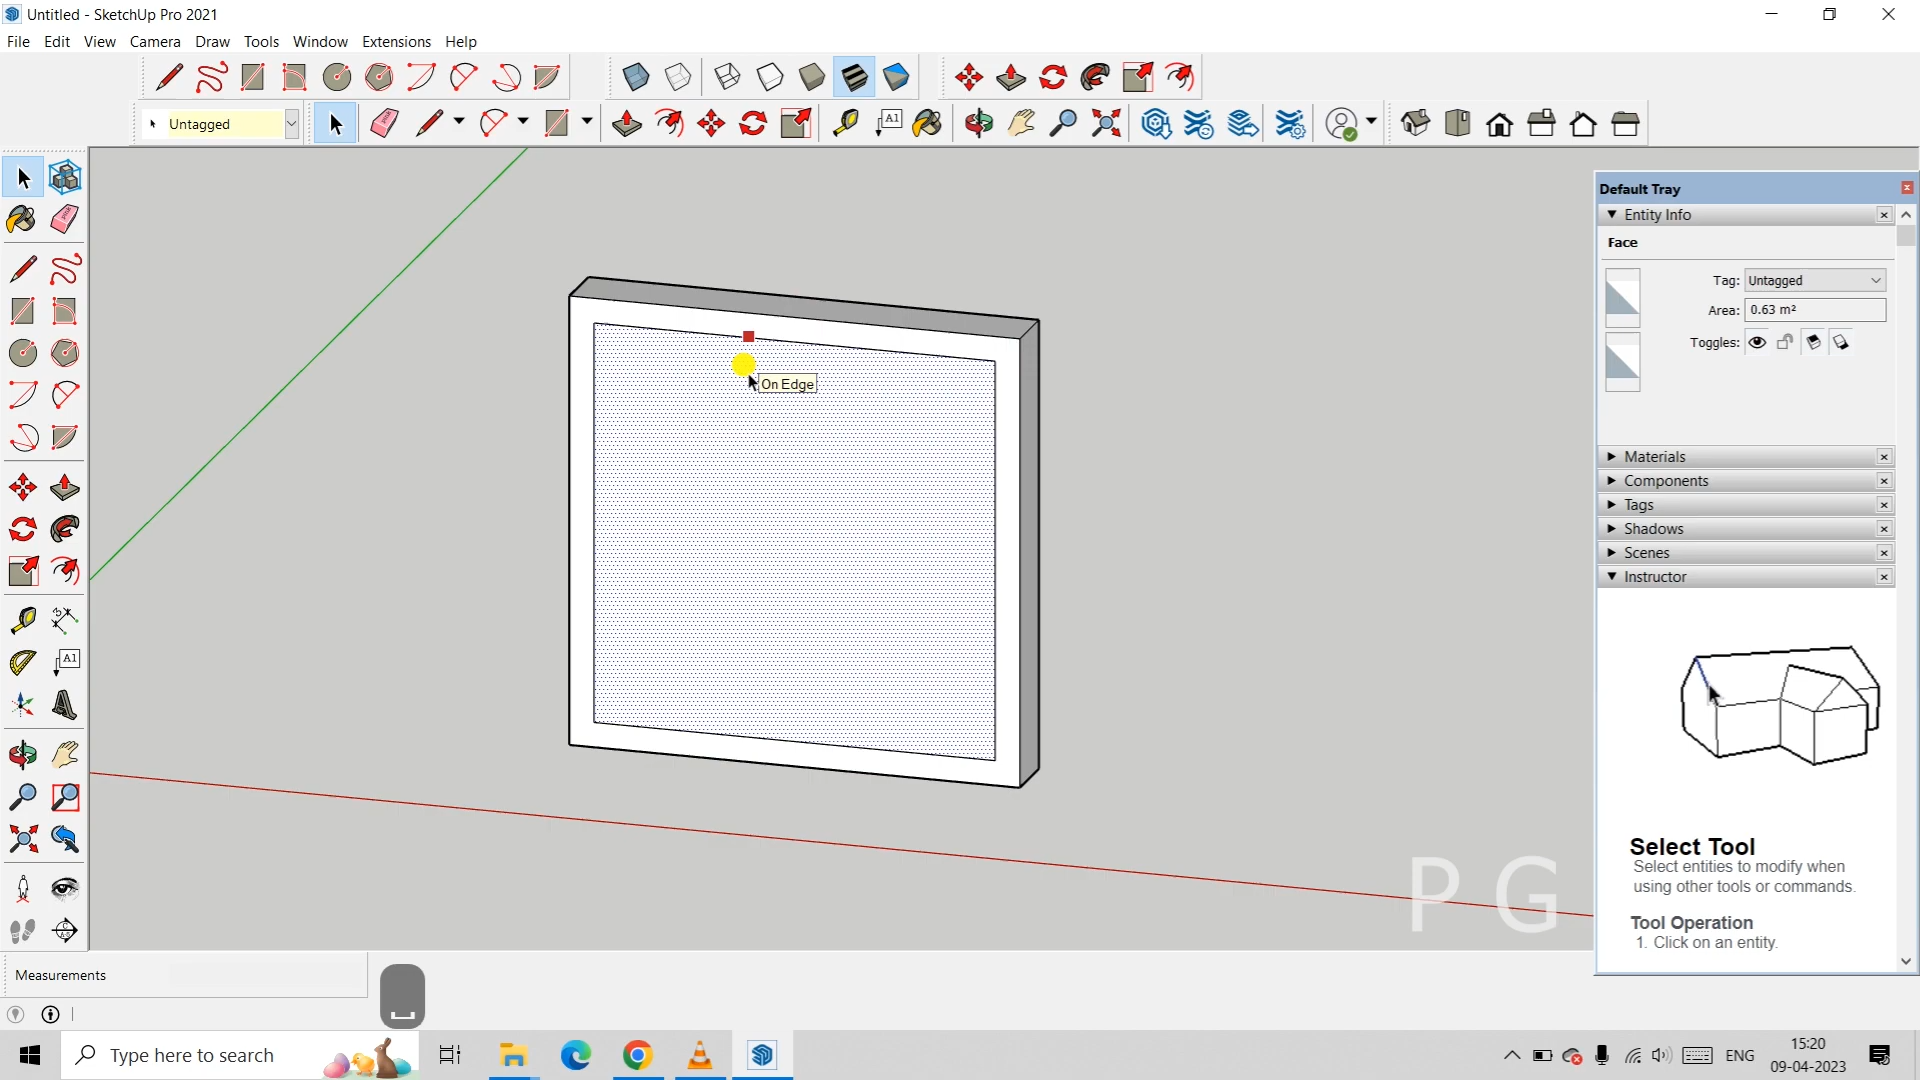 Untitled - SketchUp Pro 2021
File Edit View Camera Draw Tools Window Extensions Help
Untagged
A1
Default Tray
Entity Info
Face
Tag: Untagged
Area: 0.63 m²
Toggles:
On Edge
Materials
Components
Tags
Shadows
Scenes
Instructor
A1
Select Tool
Select entities to modify when
using other tools or commands.
Tool Operation
1. Click on an entity.
P G
Measurements
Type here to search
ENG
15:20
09-04-2023